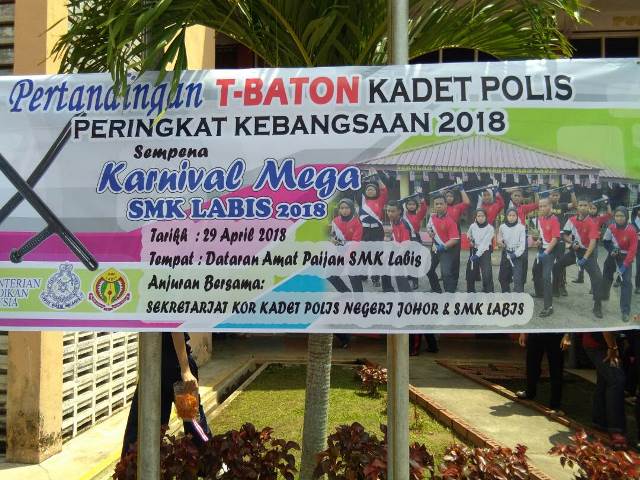 Pertandingan T-BATON KADET POLIS
PERINGKAT KEBANGSAAN 2018
Sempena
Karnival Mega
SMK LABIS 2018
Tarikh : 29 April 2018
Tempat : Dataran Amat Paijan SMK Labis
Anjuran Bersama:
SEKRETARIAT KOR KADET POLIS NEGERI JOHOR & SMK LABIS